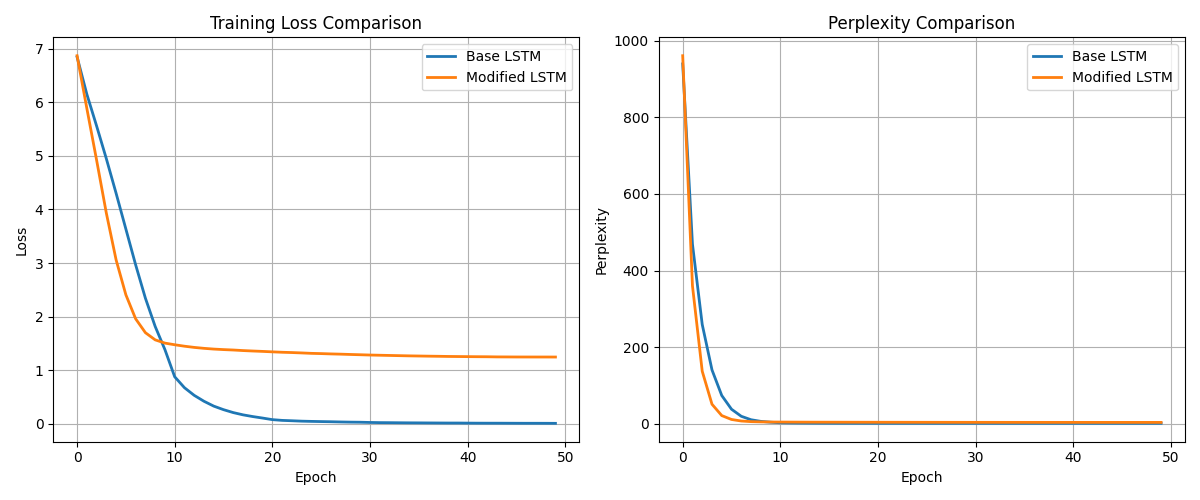 Training Loss Comparison
7
6
5
4
3
2
1
0
Loss
0 10 20 30 40 50
Epoch
Base LSTM
Modified LSTM
Perplexity Comparison
1000
800
600
400
200
0
Perplexity
0 10 20 30 40 50
Epoch
Base LSTM
Modified LSTM